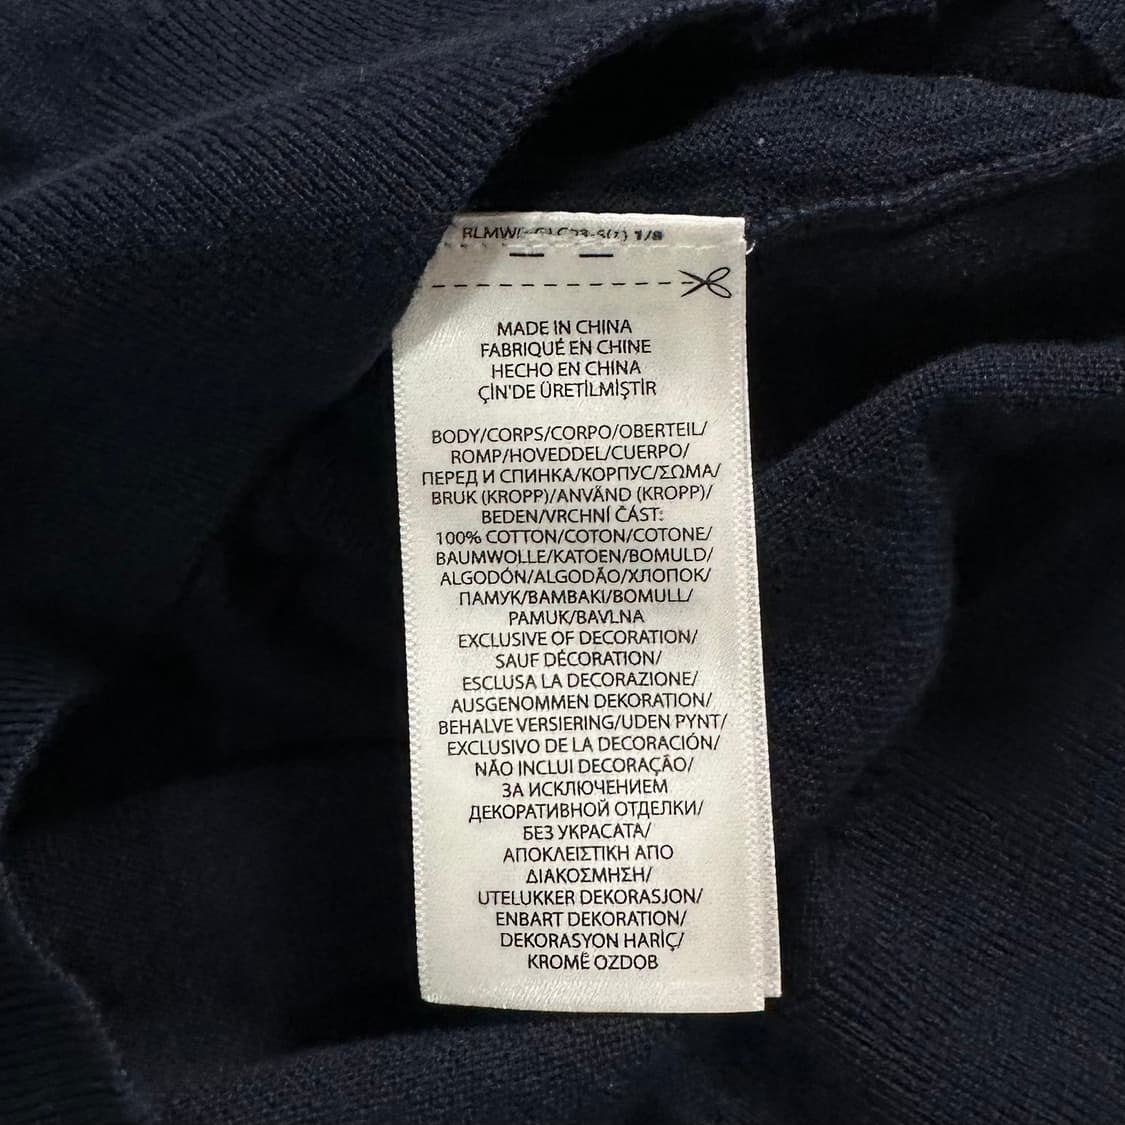 1/8
MADE IN CHINA
FABRIQUÉ EN CHINE
HECHO EN CHINA
ÇİN'DE ÜRETİLMİŞTİR
BODY/CORPS/CORPO/OBERTEIL/
ROMP/HOVEDDEL/CUERPO/
ПЕРЕД И СПИНКА/КОРПУС/ΣΩΜΑ/
BRUK (KROPP)/ANVÄND (KROPP)/
BEDEN/VRCHNÍ ČÁST:
100% COTTON/COTON/COTONE/
BAUMWOLLE/KATOEN/BOMULD/
ALGODÓN/ALGODÃO/ХЛОПОК/
ПАМУК/ΒΑΜΒΑΚΙ/BOMULL/
PAMUK/BAVLNA
EXCLUSIVE OF DECORATION/
SAUF DÉCORATION/
ESCLUSA LA DECORAZIONE/
AUSGENOMMEN DEKORATION/
BEHALVE VERSIERING/UDEN PYNT/
EXCLUSIVO DE LA DECORACIÓN/
NÃO INCLUI DECORAÇÃO/
ЗА ИСКЛЮЧЕНИЕМ
ДЕКОРАТИВНОЙ ОТДЕЛКИ/
БЕЗ УКРАСАТА/
ΑΠΟΚΛΕΙΣΤΙΚΗ ΑΠΟ
ΔΙΑΚΟΣΜΗΣΗ/
UTELUKKER DEKORASJON/
ENBART DEKORATION/
DEKORASYON HARİÇ/
KROMĚ OZDOB